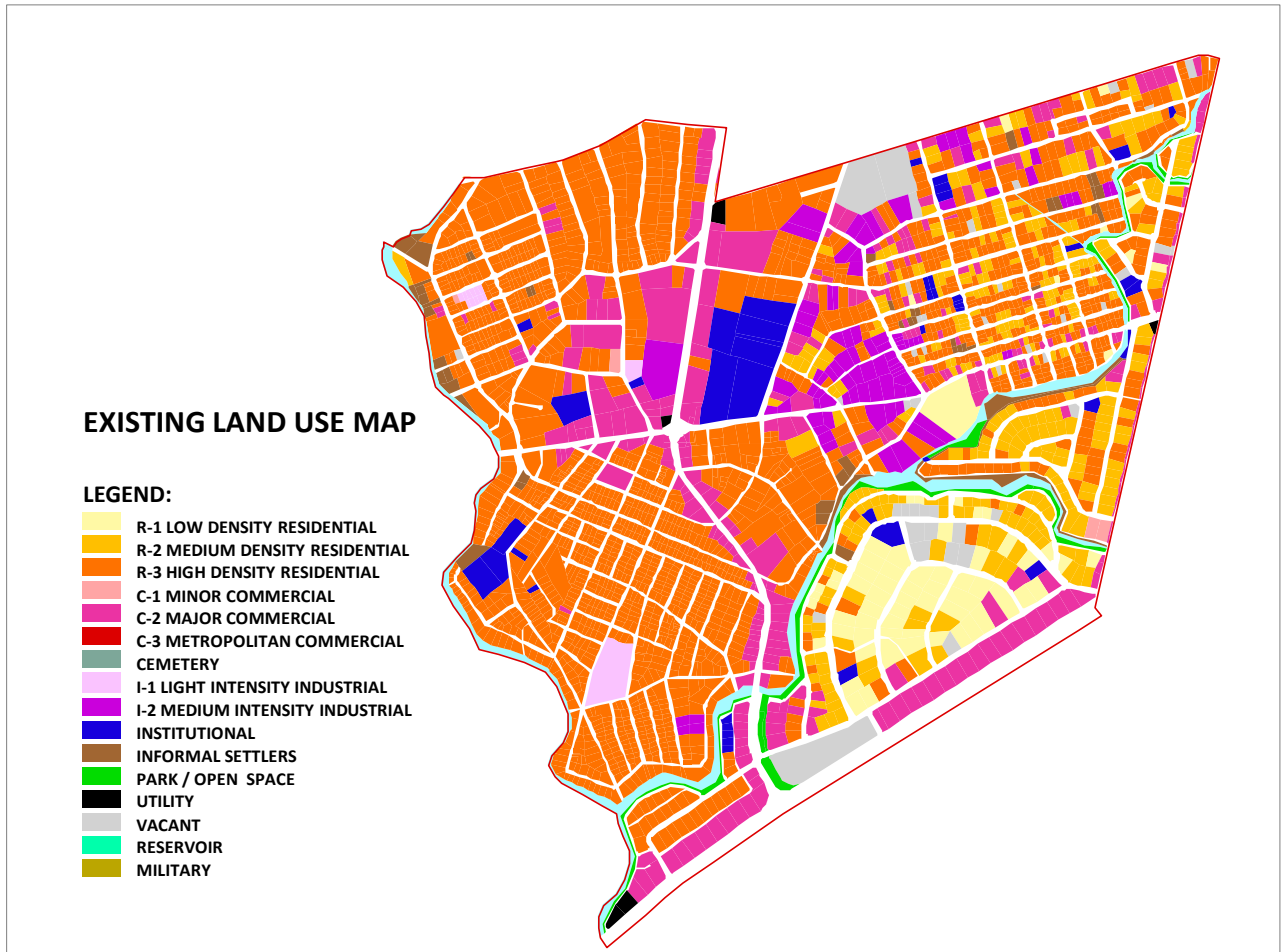 EXISTING LAND USE MAP
LEGEND:
R-1 LOW DENSITY RESIDENTIAL
R-2 MEDIUM DENSITY RESIDENTIAL
R-3 HIGH DENSITY RESIDENTIAL
C-1 MINOR COMMERCIAL
C-2 MAJOR COMMERCIAL
C-3 METROPOLITAN COMMERCIAL
CEMETERY
I-1 LIGHT INTENSITY INDUSTRIAL
I-2 MEDIUM INTENSITY INDUSTRIAL
INSTITUTIONAL
INFORMAL SETTLERS
PARK / OPEN SPACE
UTILITY
VACANT
RESERVOIR
MILITARY